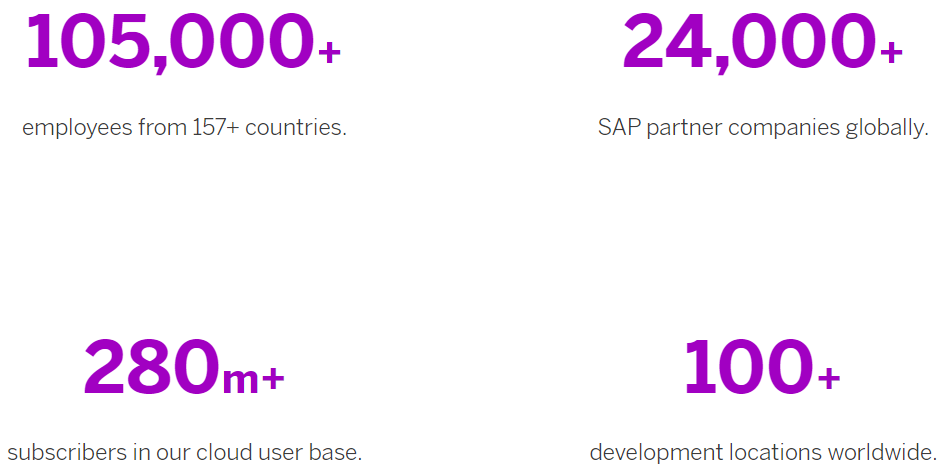 105,000+
employees from 157+ countries.
24,000+
SAP partner companies globally.
280m+
subscribers in our cloud user base.
100+
development locations worldwide.